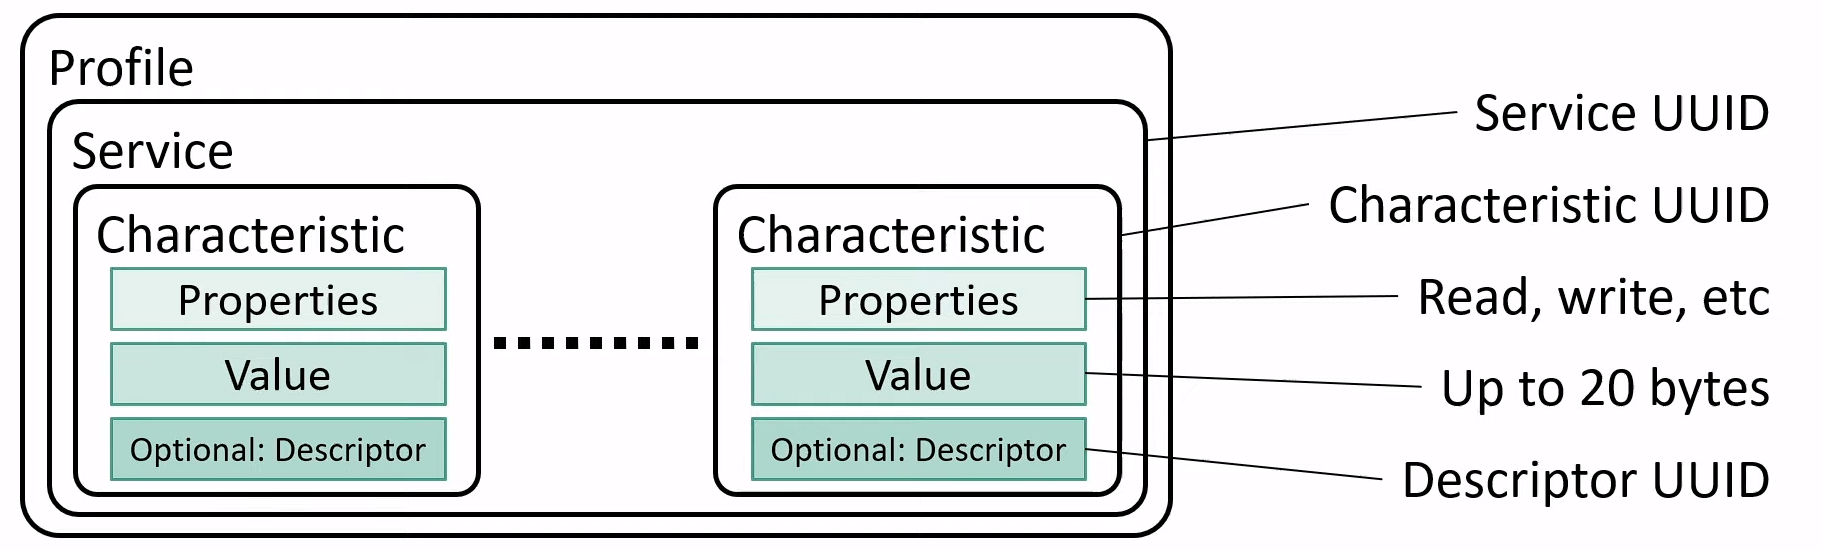 Profile
Service
Characteristic
Properties
Value
Optional: Descriptor
Characteristic
Properties
Value
Optional: Descriptor
Service UUID
Characteristic UUID
Read, write, etc
Up to 20 bytes
Descriptor UUID